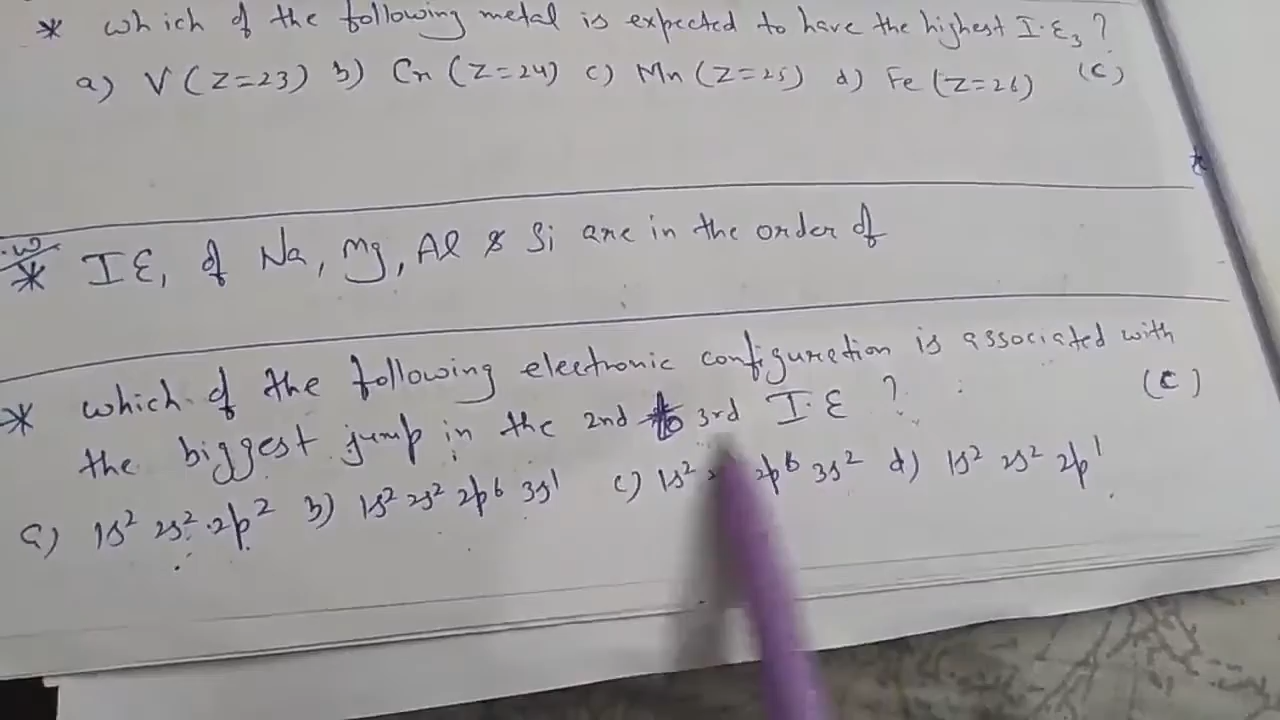 * which of the following metal is expected to have the highest I.E3 ?
a) V (Z=23) b) Cr (Z=24) c) Mn (Z=25) d) Fe (Z=26) (c)
.W
* IE1 of Na, Mg, Al & Si are in the order of
* which of the following electronic configuretion is associated with
the biggest jump in the 2nd to 3rd I.E ? (c)
a) 1s² 2s² 2p² b) 1s² 2s² 2p⁶ 3s¹ c) 1s² 2p⁶ 3s² d) 1s² 2s² 2p¹